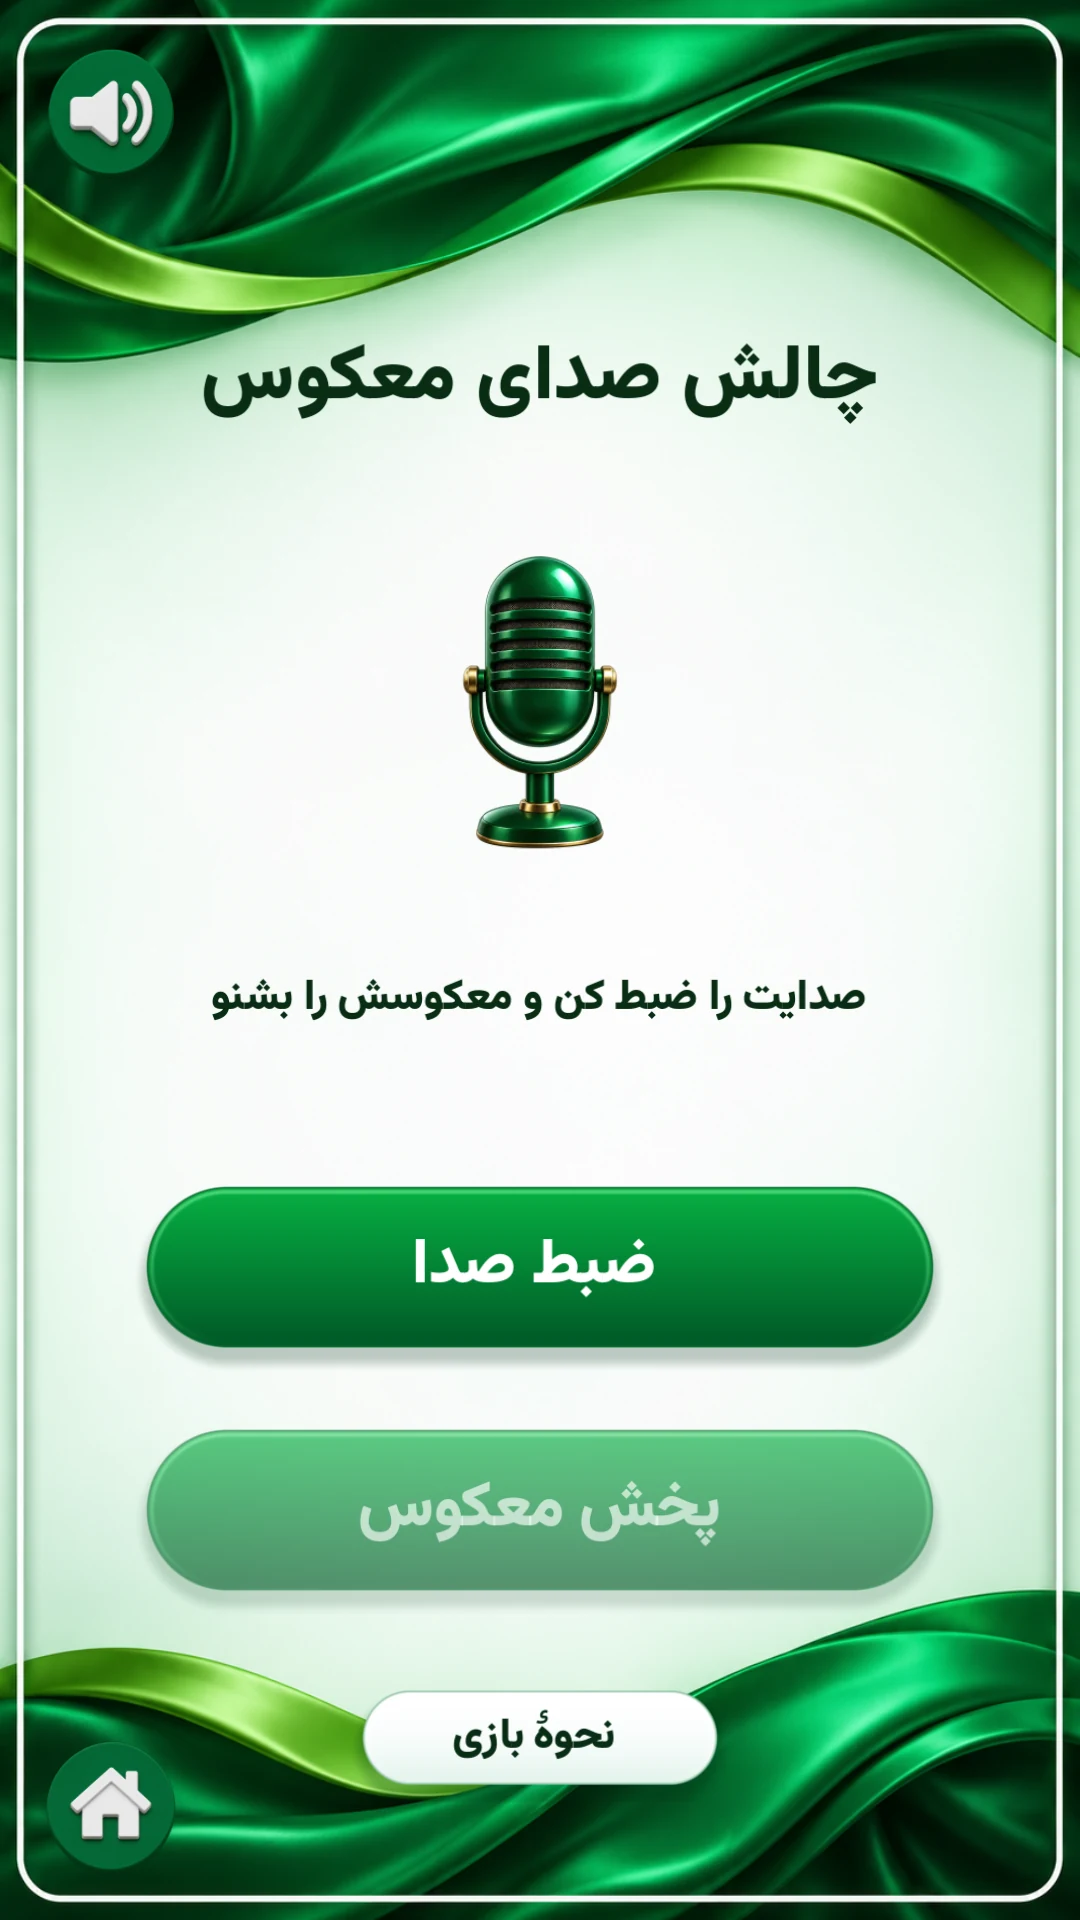 چالش صدای معکوس
صدایت را ضبط کن و معکوسش را بشنو
ضبط صدا
پخش معکوس
نحوهٔ بازی